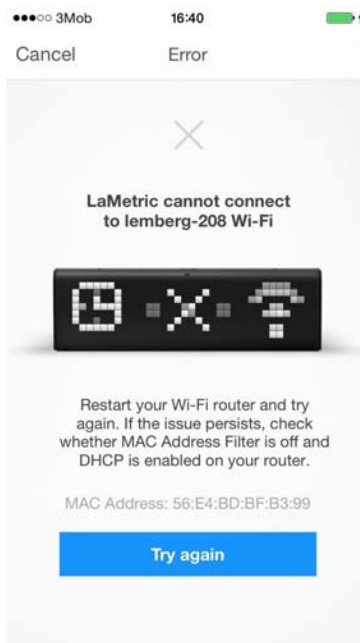 3Mob 16:40
Cancel Error
LaMetric cannot connect
to lemberg-208 Wi-Fi
Restart your Wi-Fi router and try
again. If the issue persists, check
whether MAC Address Filter is off and
DHCP is enabled on your router.
MAC Address: 56:E4:BD:BF:B3:99
Try again